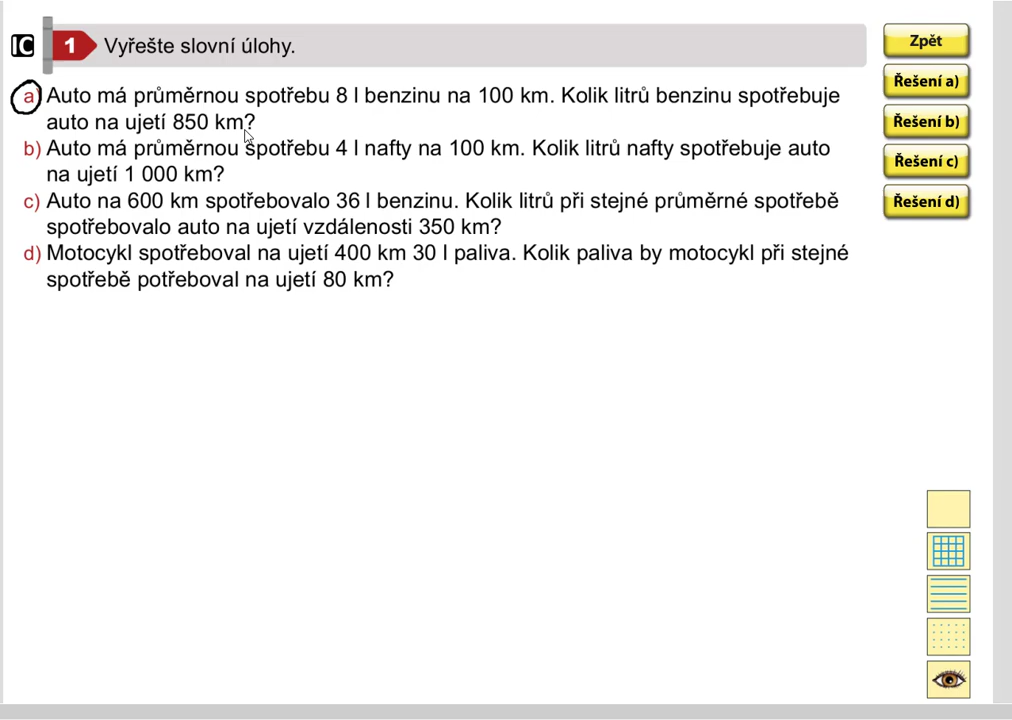 IC
1 Vyřešte slovní úlohy.
a) Auto má průměrnou spotřebu 8 l benzinu na 100 km. Kolik litrů benzinu spotřebuje
auto na ujetí 850 km?
b) Auto má průměrnou spotřebu 4 l nafty na 100 km. Kolik litrů nafty spotřebuje auto
na ujetí 1 000 km?
c) Auto na 600 km spotřebovalo 36 l benzinu. Kolik litrů při stejné průměrné spotřebě
spotřebovalo auto na ujetí vzdálenosti 350 km?
d) Motocykl spotřeboval na ujetí 400 km 30 l paliva. Kolik paliva by motocykl při stejné
spotřebě potřeboval na ujetí 80 km?
Zpět
Řešení a)
Řešení b)
Řešení c)
Řešení d)